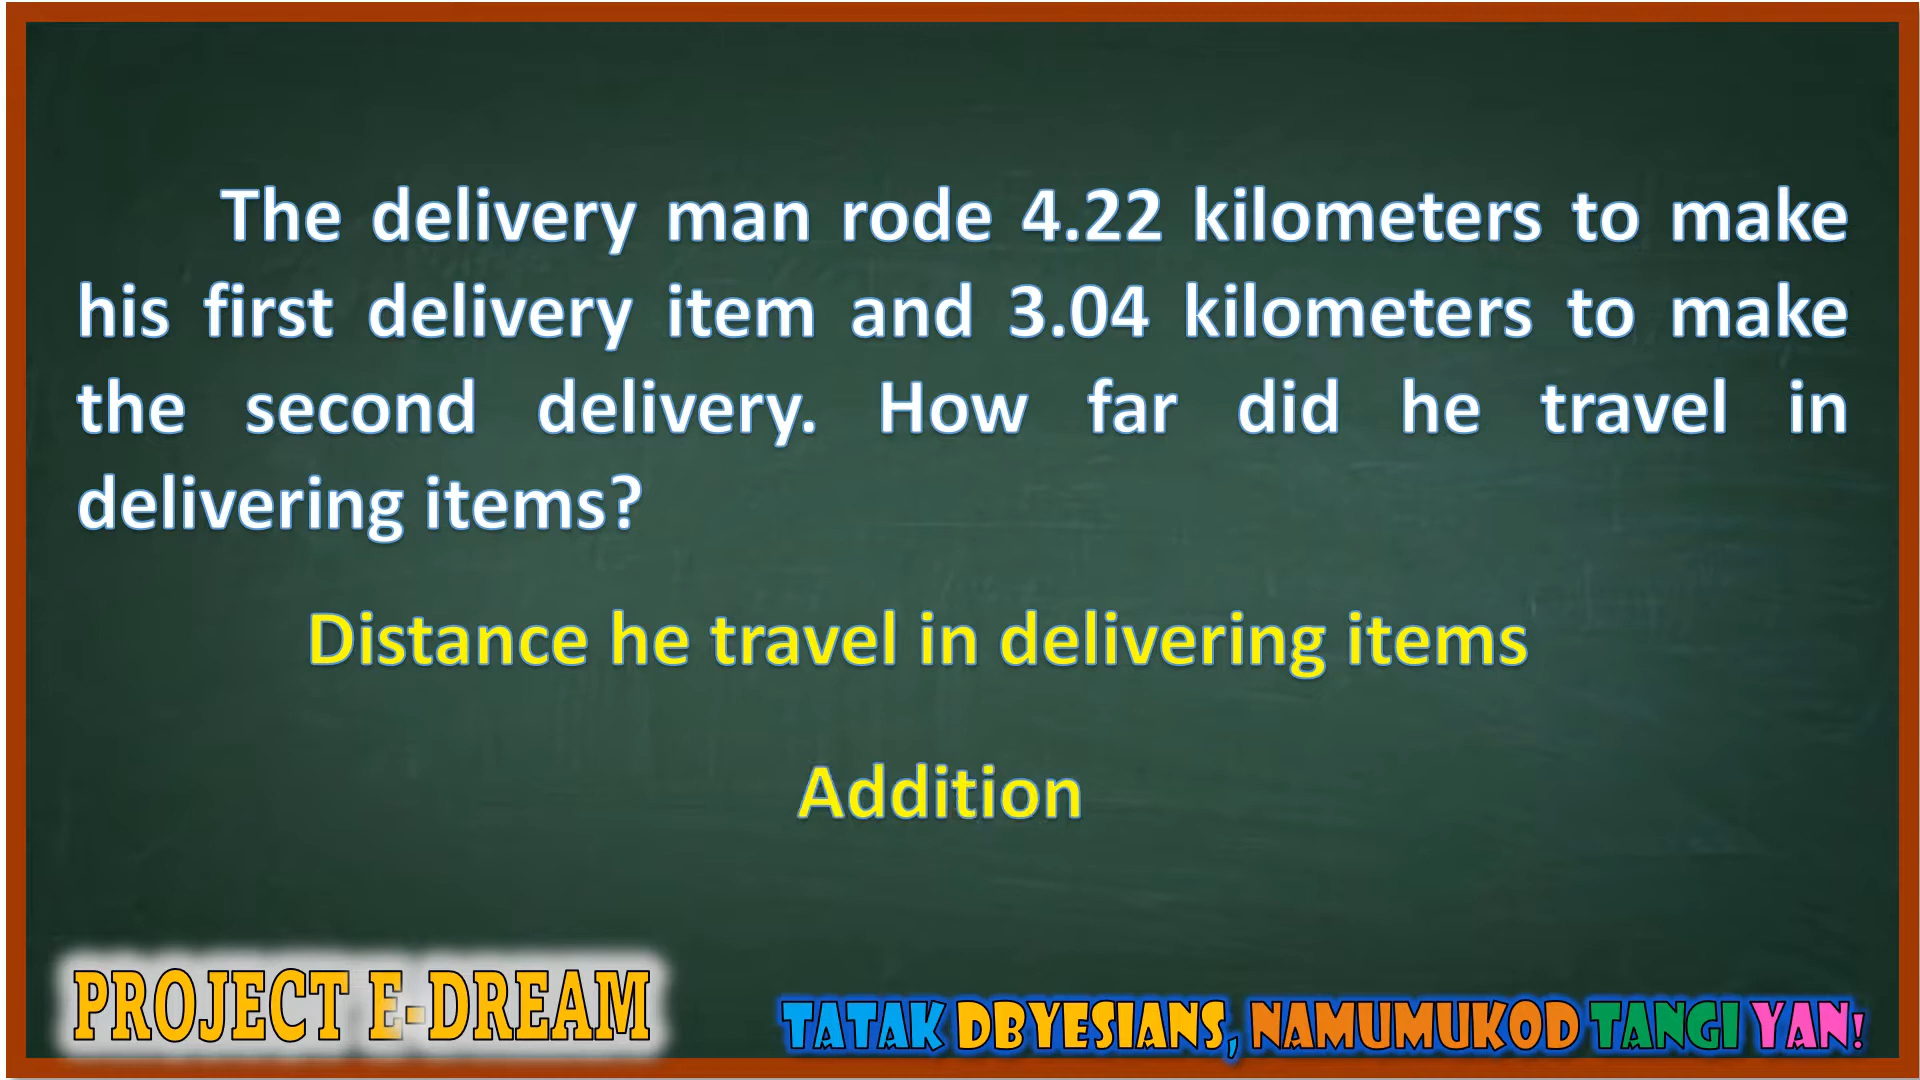 The delivery man rode 4.22 kilometers to make
his first delivery item and 3.04 kilometers to make
the second delivery. How far did he travel in
delivering items?
Distance he travel in delivering items
Addition
PROJECT E-DREAM
TATAK DBYESIANS, NAMUMUKOD TANGI YAN!